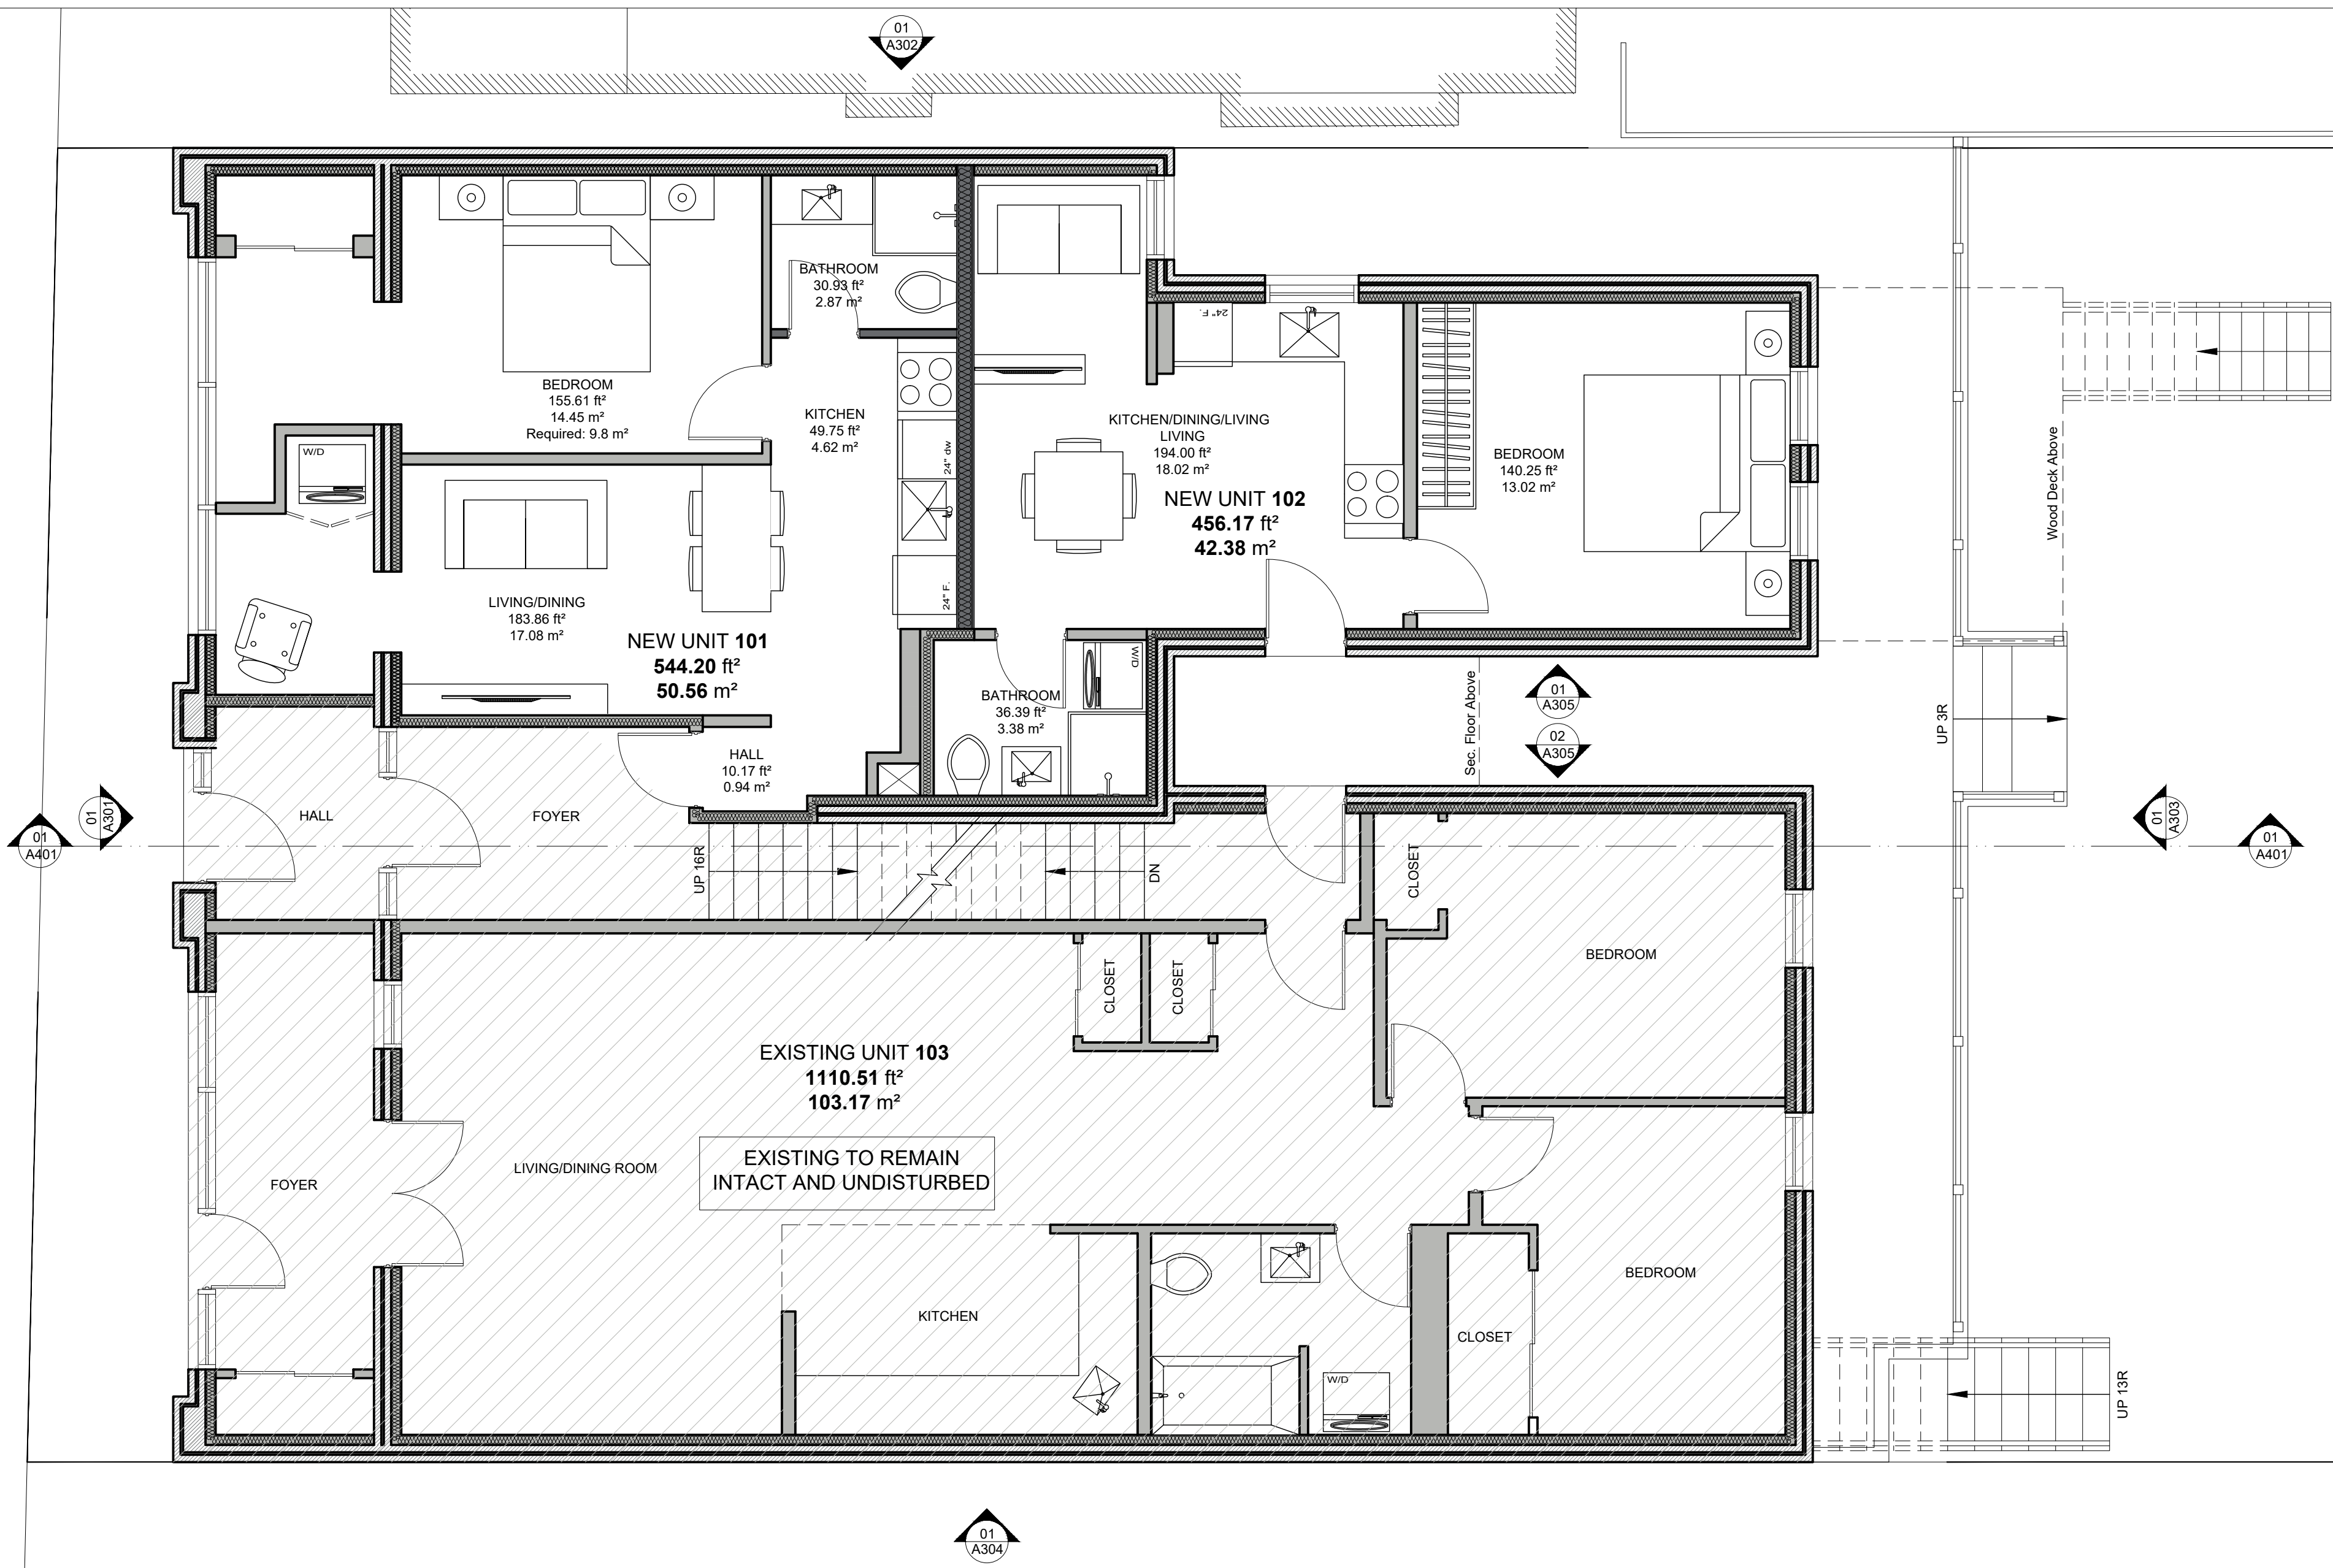 01
A302
BATHROOM
30.93 ft²
2.87 m²
24" F.
BEDROOM
155.61 ft²
14.45 m²
Required: 9.8 m²
KITCHEN
49.75 ft²
4.62 m²
KITCHEN/DINING/LIVING
LIVING
194.00 ft²
18.02 m²
W/D
24" dw
BEDROOM
140.25 ft²
13.02 m²
NEW UNIT 102
456.17 ft²
42.38 m²
Wood Deck Above
LIVING/DINING
183.86 ft²
17.08 m²
24" F.
NEW UNIT 101
544.20 ft²
50.56 m²
W/D
BATHROOM
36.39 ft²
3.38 m²
Sec. Floor Above
01
A305
02
A305
UP 3R
HALL
10.17 ft²
0.94 m²
01
A301
HALL
FOYER
01
A303
01
A401
01
A401
UP 16R
DN
CLOSET
BEDROOM
CLOSET
CLOSET
EXISTING UNIT 103
1110.51 ft²
103.17 m²
EXISTING TO REMAIN
INTACT AND UNDISTURBED
LIVING/DINING ROOM
FOYER
BEDROOM
KITCHEN
CLOSET
W/D
UP 13R
01
A304